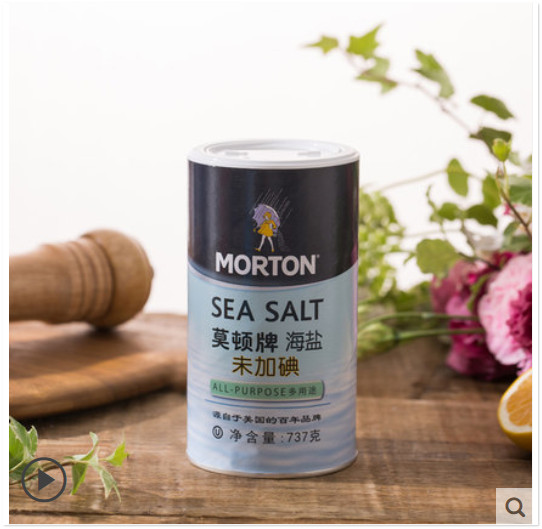 MORTON®
SEA SALT
莫顿牌 海盐
未加碘
ALL-PURPOSE多用途
源自于美国的百年品牌
净含量:737克